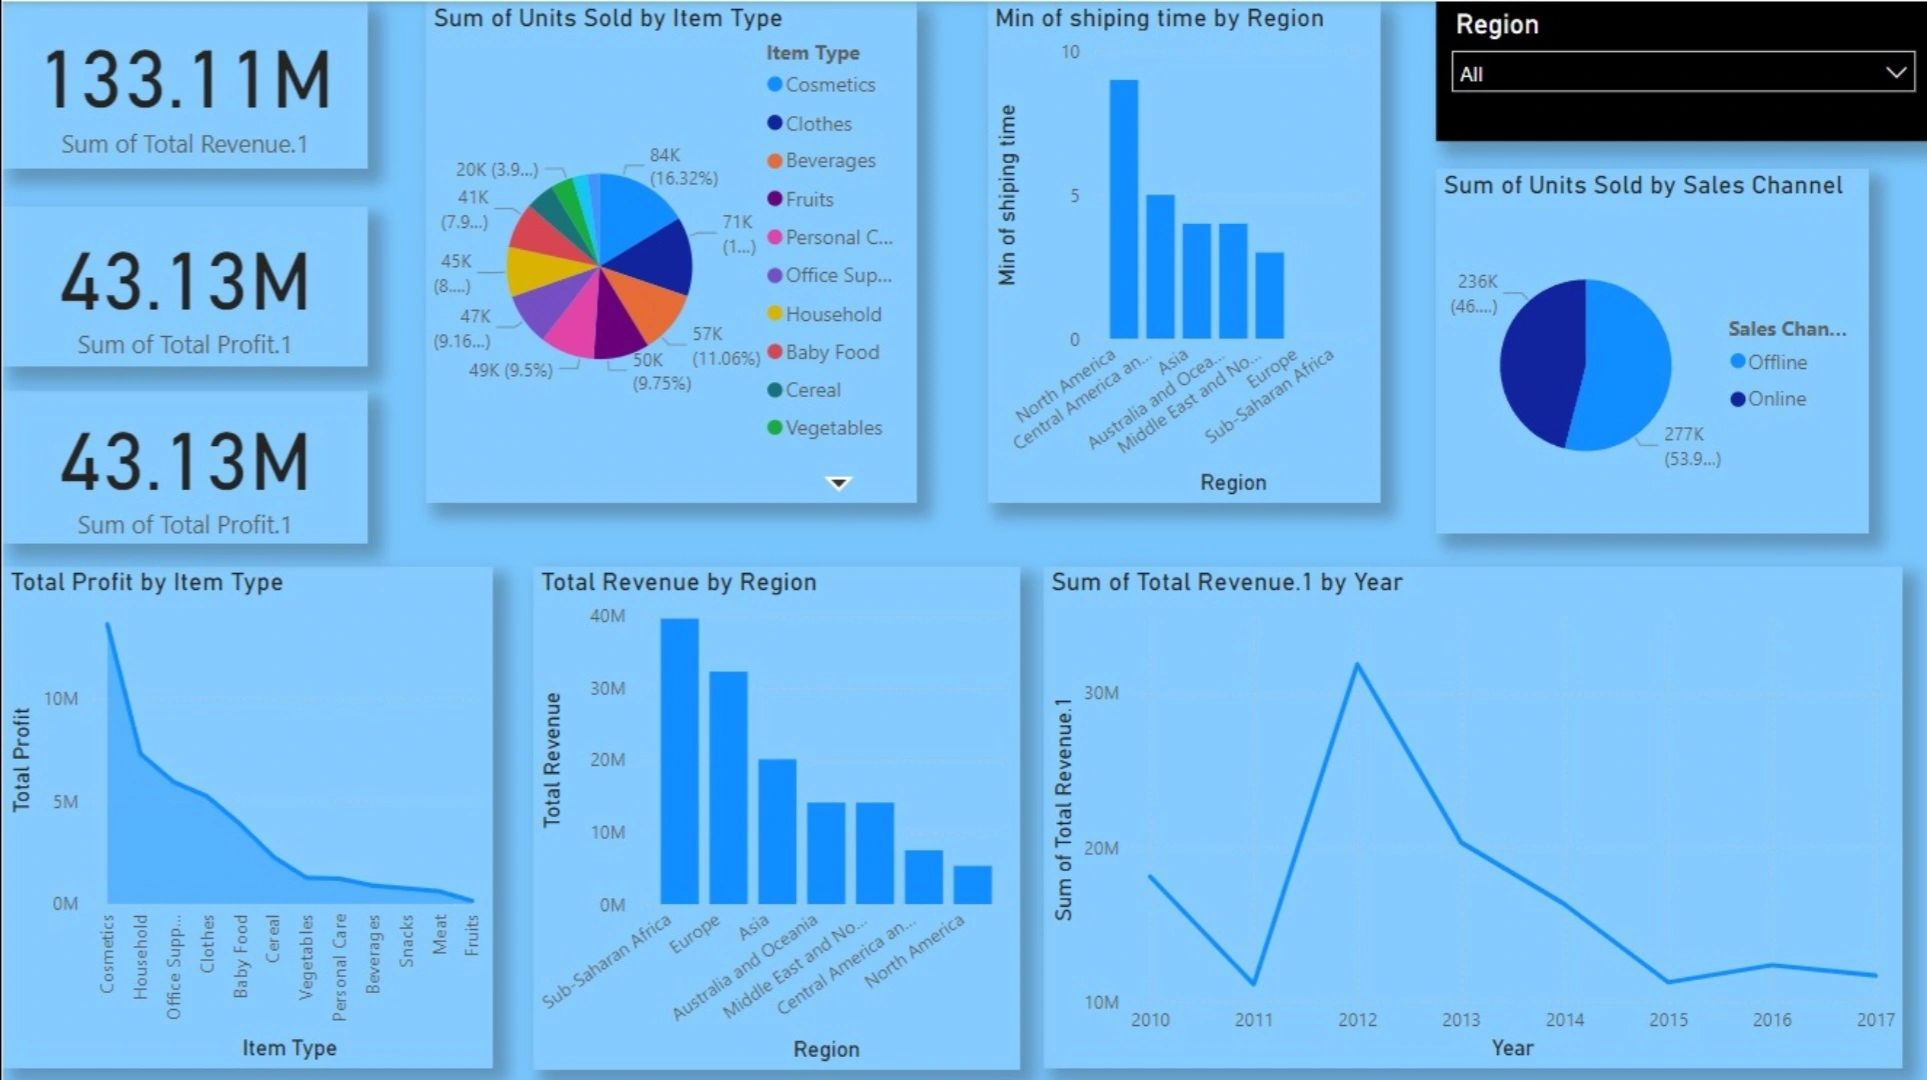 133.11M
Sum of Total Revenue.1
43.13M
Sum of Total Profit.1
43.13M
Sum of Total Profit.1
Sum of Units Sold by Item Type
Item Type
Cosmetics
Clothes
Beverages
Fruits
Personal C...
Office Sup...
Household
Baby Food
Cereal
Vegetables
84K
(16.32%)
71K
(1...)
57K
(11.06%)
50K
(9.75%)
49K (9.5%)
47K
(9.16...)
45K
(8....)
41K
(7.9...)
20K (3.9...)
Min of shiping time by Region
Min of shiping time
10
5
0
North America
Central America an...
Asia
Australia and Ocea...
Middle East and No...
Europe
Sub-Saharan Africa
Region
Region
All
Sum of Units Sold by Sales Channel
236K
(46....)
277K
(53.9...)
Sales Chan...
Offline
Online
Total Profit by Item Type
Total Profit
10M
5M
0M
Cosmetics
Household
Office Supp...
Clothes
Baby Food
Cereal
Vegetables
Personal Care
Beverages
Snacks
Meat
Fruits
Item Type
Total Revenue by Region
Total Revenue
40M
30M
20M
10M
0M
Sub-Saharan Africa
Europe
Asia
Australia and Oceania
Middle East and No...
Central America an...
North America
Region
Sum of Total Revenue.1 by Year
Sum of Total Revenue.1
30M
20M
10M
2010
2011
2012
2013
2014
2015
2016
2017
Year